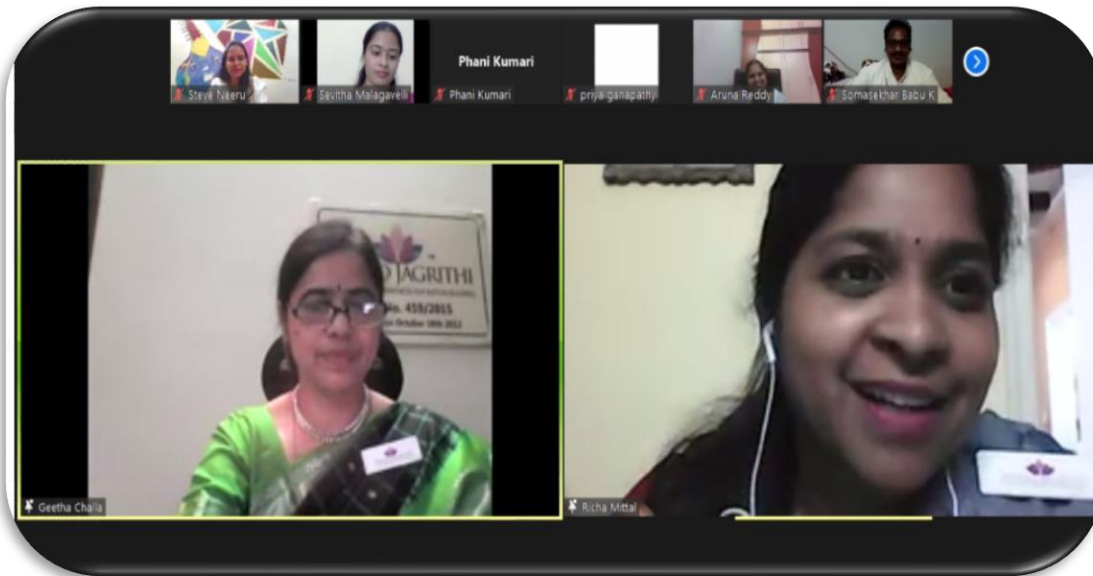 Steve Neeru
Sevitha Malagavelli
Phani Kumari
Phani Kumari
priya ganapathy
Aruna Reddy
Somasekhar Babu K
JAGRITHI
No. 459/2015
October
Geetha Challa
Richa Mittal